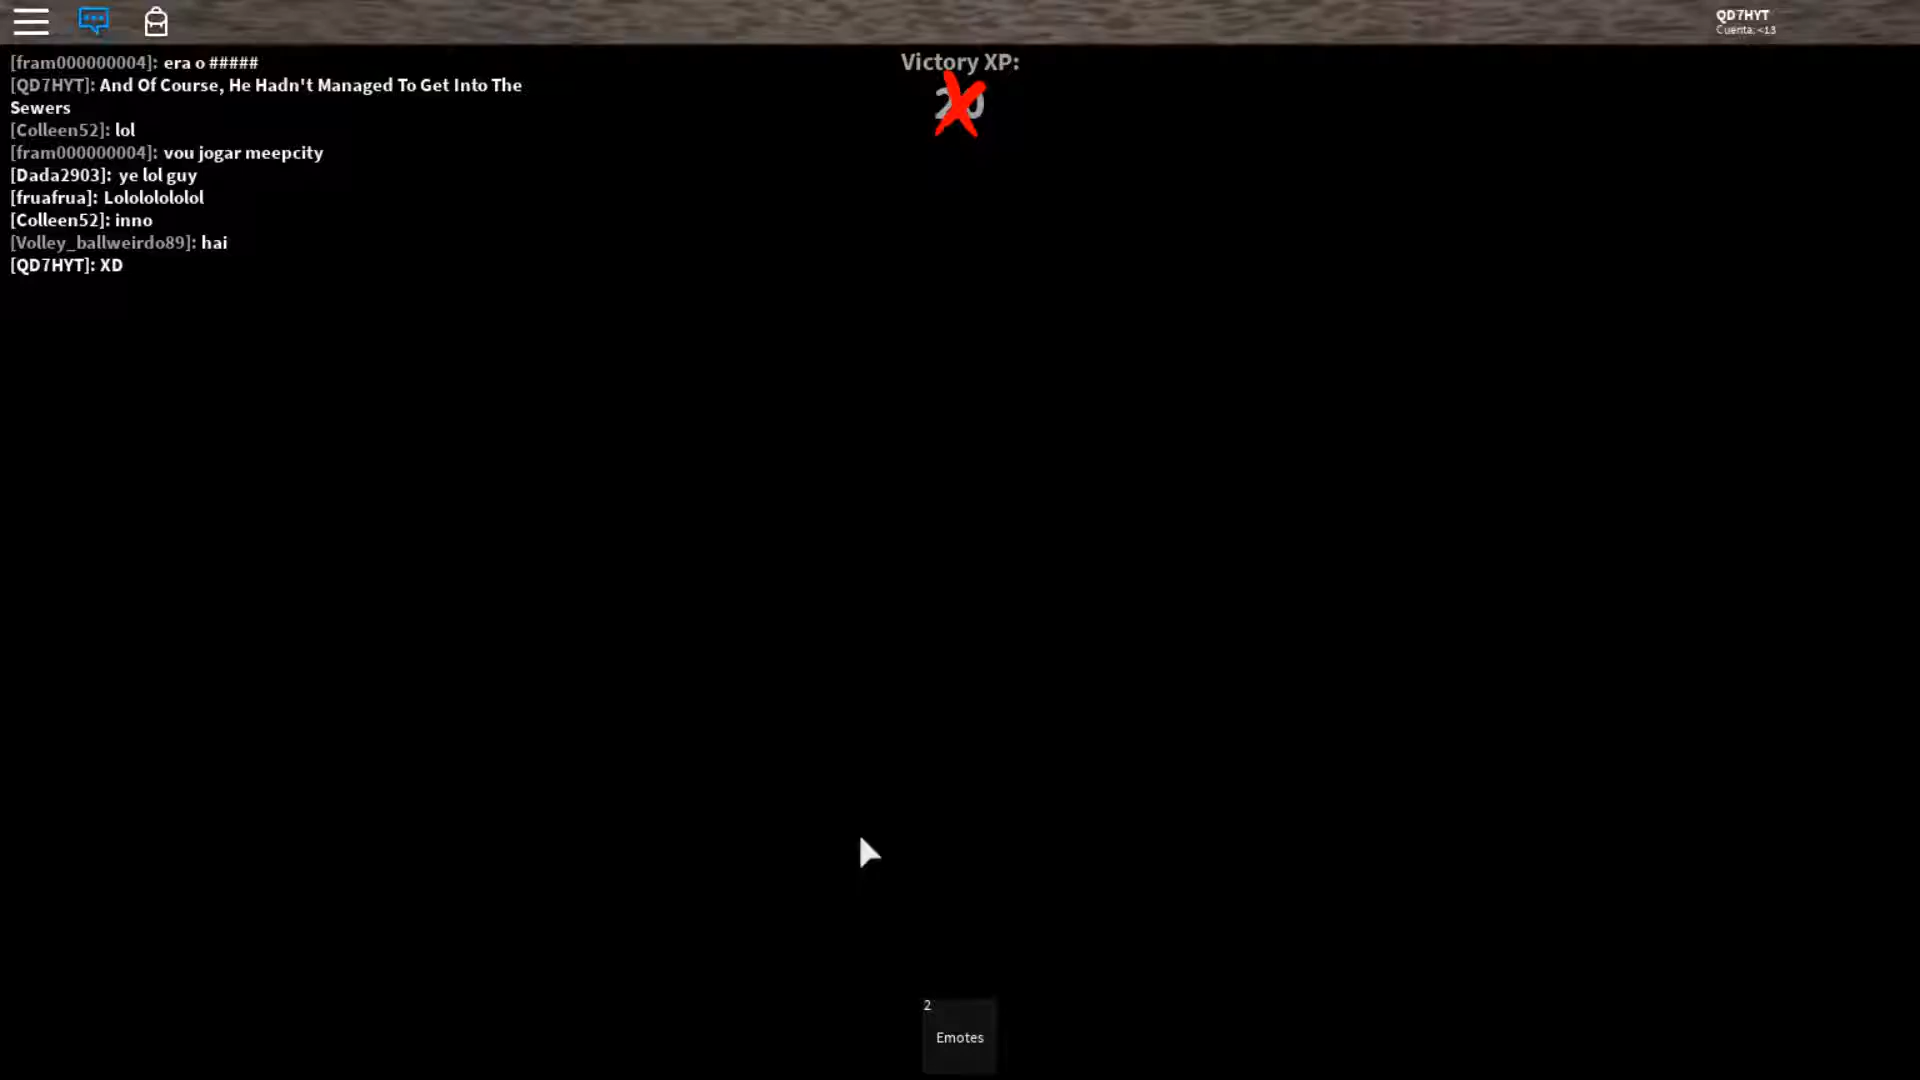 QD7HYT
Cuenta: <13
[fram000000004]: era o #####
[QD7HYT]: And Of Course, He Hadn't Managed To Get Into The
Sewers
[Colleen52]: lol
[fram000000004]: vou jogar meepcity
[Dada2903]: ye lol guy
[fruafrua]: Lolololololol
[Colleen52]: inno
[Volley_ballweirdo89]: hai
[QD7HYT]: XD
Victory XP:
20
2
Emotes